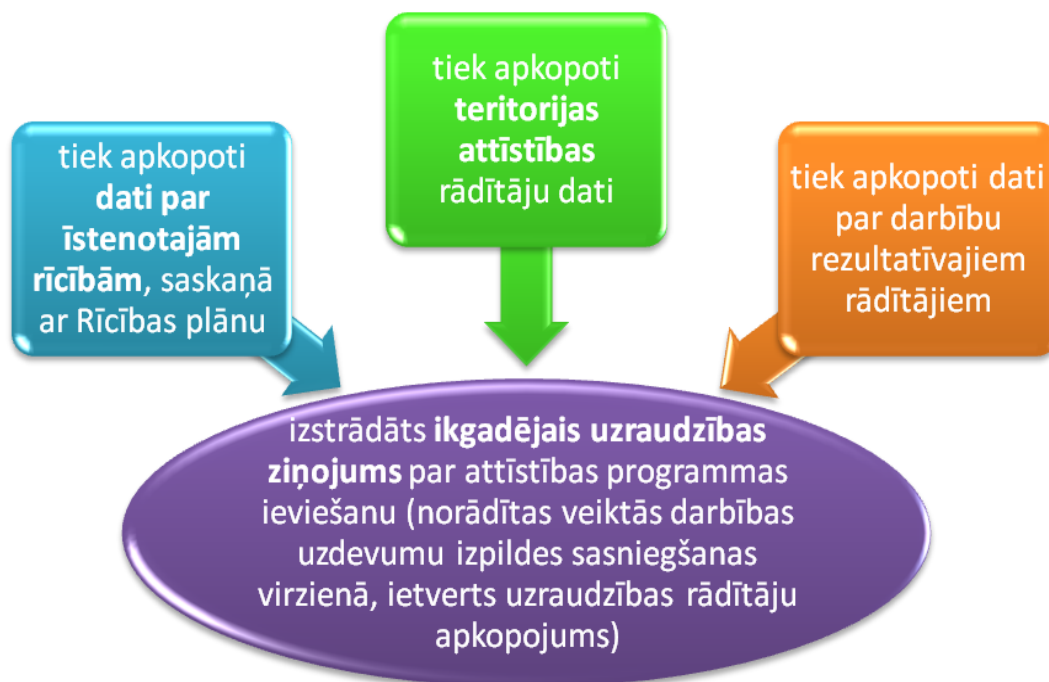 tiek apkopoti
dati par
īstenotajām
rīcībām, saskaņā
ar Rīcības plānu
tiek apkopoti
teritorijas
attīstības
rādītāju dati
tiek apkopoti dati
par darbību
rezultatīvajiem
rādītājiem
izstrādāts ikgadējais uzraudzības
ziņojums par attīstības programmas
ieviešanu (norādītas veiktās darbības
uzdevumu izpildes sasniegšanas
virzienā, ietverts uzraudzības rādītāju
apkopojums)